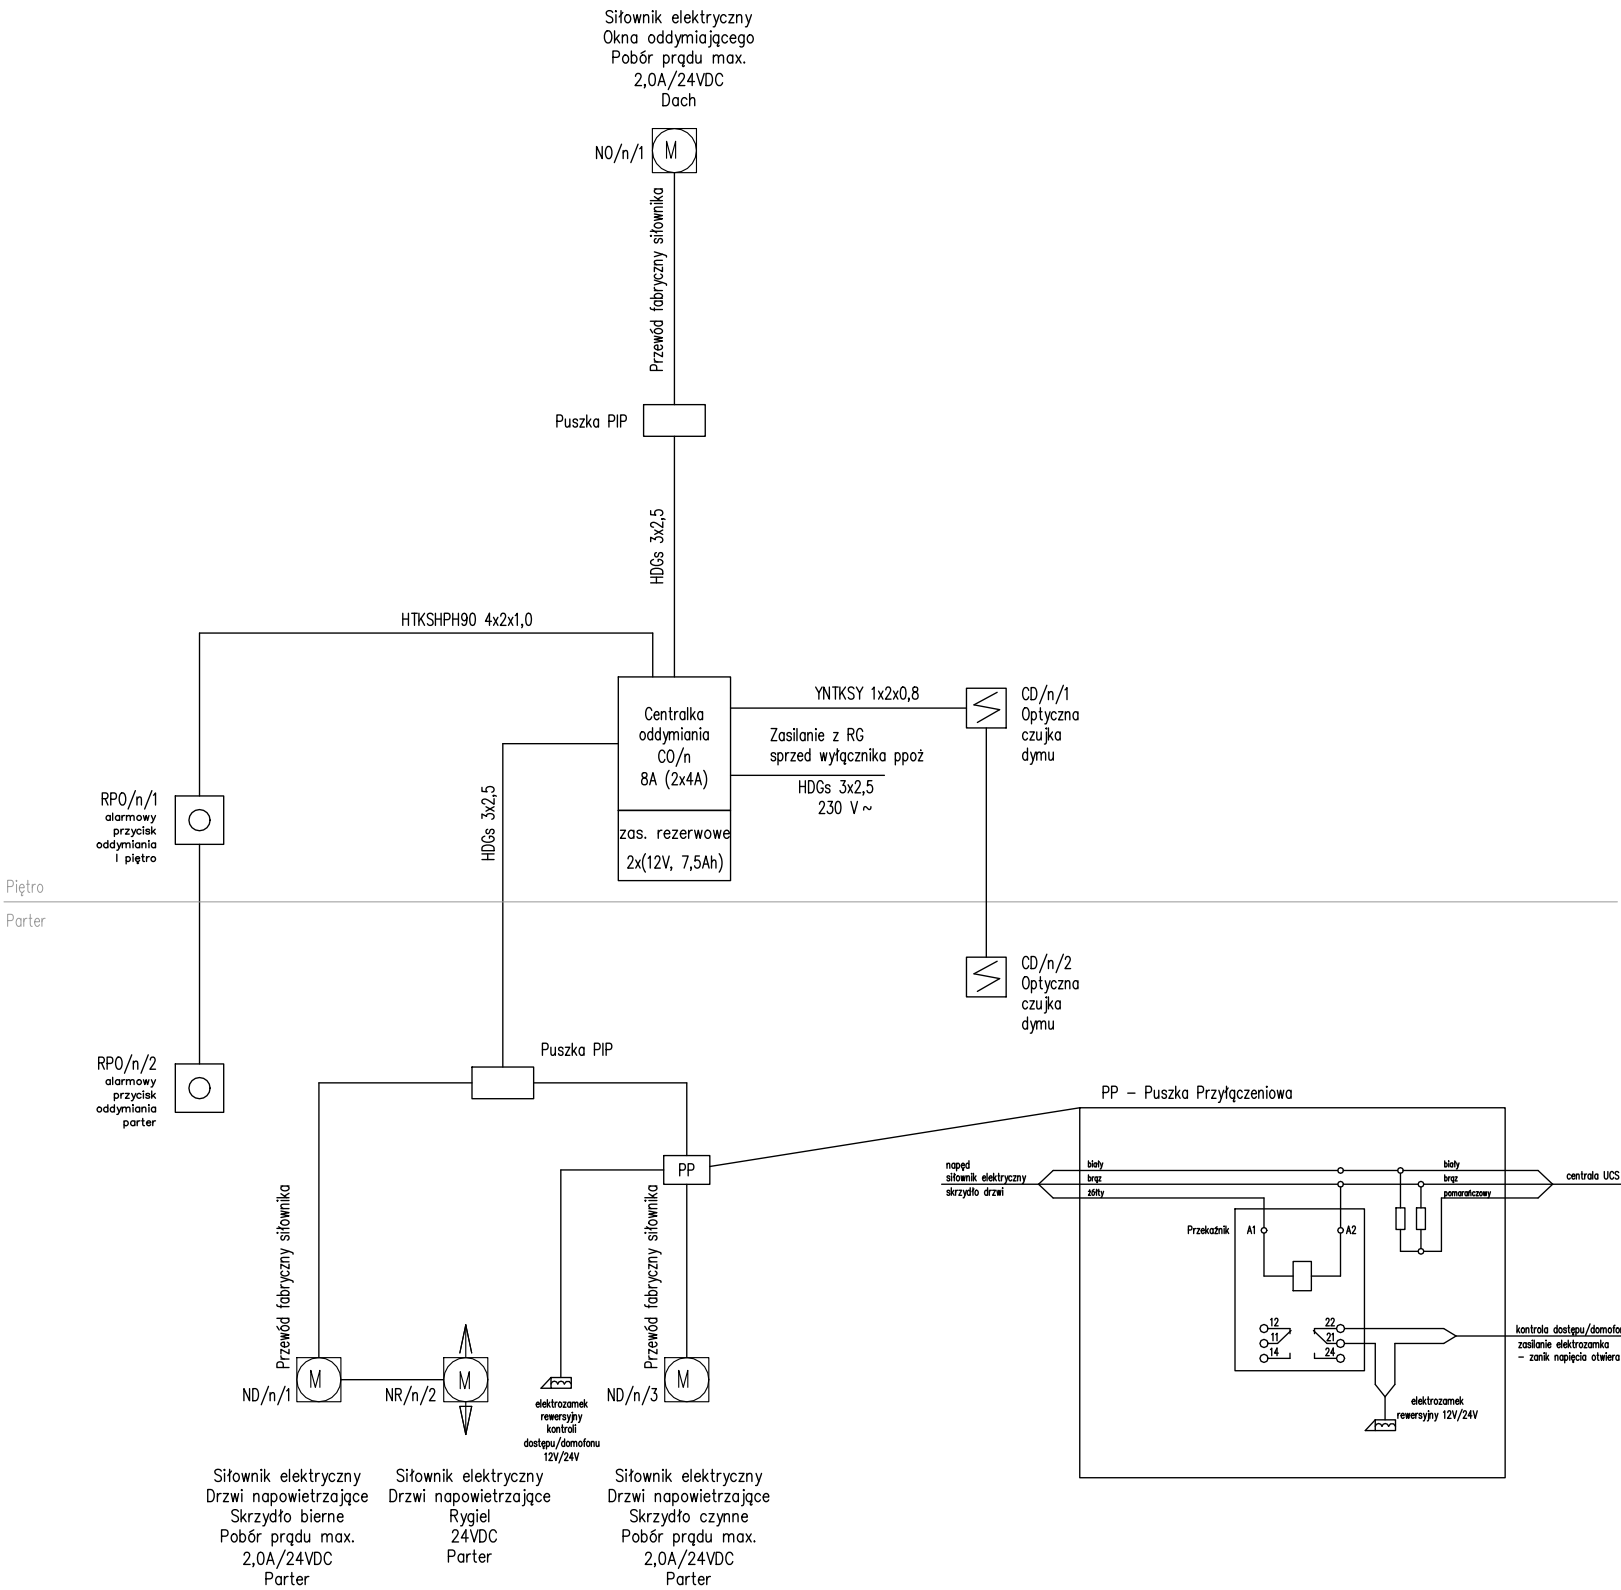 Siłownik elektryczny
Okna oddymiającego
Pobór prądu max.
2,0A/24VDC
Dach
NO/n/1
M
Przewód fabryczny siłownika
Puszka PIP
HDGs 3x2,5
HTKSHPH90 4x2x1,0
Centralka
oddymiania
CO/n
8A (2x4A)
zas. rezerwowe
2x(12V, 7,5Ah)
YNTKSY 1x2x0,8
Zasilanie z RG
sprzed wyłącznika ppoż
HDGs 3x2,5
230 V ~
CD/n/1
Optyczna
czujka
dymu
HDGs 3x2,5
RPO/n/1
alarmowy
przycisk
oddymiania
I piętro
Piętro
Parter
CD/n/2
Optyczna
czujka
dymu
RPO/n/2
alarmowy
przycisk
oddymiania
parter
Puszka PIP
PP
Przewód fabryczny siłownika
Przewód fabryczny siłownika
ND/n/1
M
NR/n/2
M
elektrozamek
rewersyjny
kontroli
dostępu/domofonu
12V/24V
ND/n/3
M
Siłownik elektryczny
Drzwi napowietrzające
Skrzydło bierne
Pobór prądu max.
2,0A/24VDC
Parter
Siłownik elektryczny
Drzwi napowietrzające
Rygiel
24VDC
Parter
Siłownik elektryczny
Drzwi napowietrzające
Skrzydło czynne
Pobór prądu max.
2,0A/24VDC
Parter
PP – Puszka Przyłączeniowa
napęd
siłownik elektryczny
skrzydło drzwi
biały
brąz
żółty
biały
brąz
pomarańczowy
centrala UCS
Przekaźnik
A1
A2
12
11
14
22
21
24
kontrola dostępu/domofo
zasilanie elektrozamka
– zanik napięcia otwiera
elektrozamek
rewersyjny 12V/24V